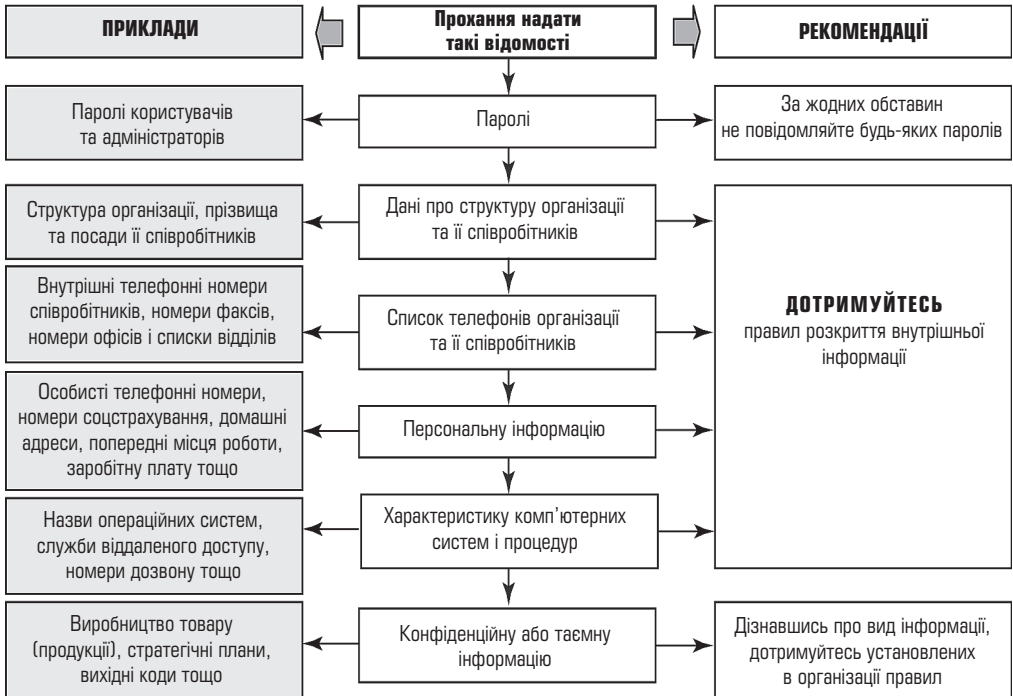 ПРИКЛАДИ
Прохання надати
такі відомості
РЕКОМЕНДАЦІЇ
Паролі користувачів
та адміністраторів
Паролі
За жодних обставин
не повідомляйте будь-яких паролів
Структура організації, прізвища
та посади її співробітників
Дані про структуру організації
та її співробітників
Внутрішні телефонні номери
співробітників, номери факсів,
номери офісів і списки відділів
Список телефонів організації
та її співробітників
ДОТРИМУЙТЕСЬ
правил розкриття внутрішньої
інформації
Особисті телефонні номери,
номери соцстрахування, домашні
адреси, попередні місця роботи,
заробітну плату тощо
Персональну інформацію
Назви операційних систем,
служби віддаленого доступу,
номери дозвону тощо
Характеристику комп’ютерних
систем і процедур
Виробництво товару
(продукції), стратегічні плани,
вихідні коди тощо
Конфіденційну або таємну
інформацію
Дізнавшись про вид інформації,
дотримуйтесь установлених
в організації правил